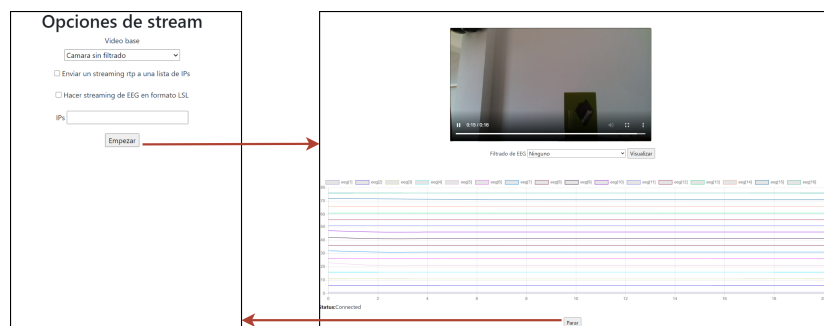 Opciones de stream
Video base
Camara sin filtrado
Enviar un streaming rtp a una lista de IPs
Hacer streaming de EEG en formato LSL
IPs
Empezar
0:15 / 0:16
Filtrado de EEG Ninguno Visualizar
eeg[1] eeg[2] eeg[3] eeg[4] eeg[5] eeg[6] eeg[7] eeg[8] eeg[9] eeg[10] eeg[11] eeg[12] eeg[13] eeg[14] eeg[15] eeg[16]
80
70
60
50
40
30
20
10
0
0 2 4 6 8 10 12 14 16 18 20
Status:Connected
Parar